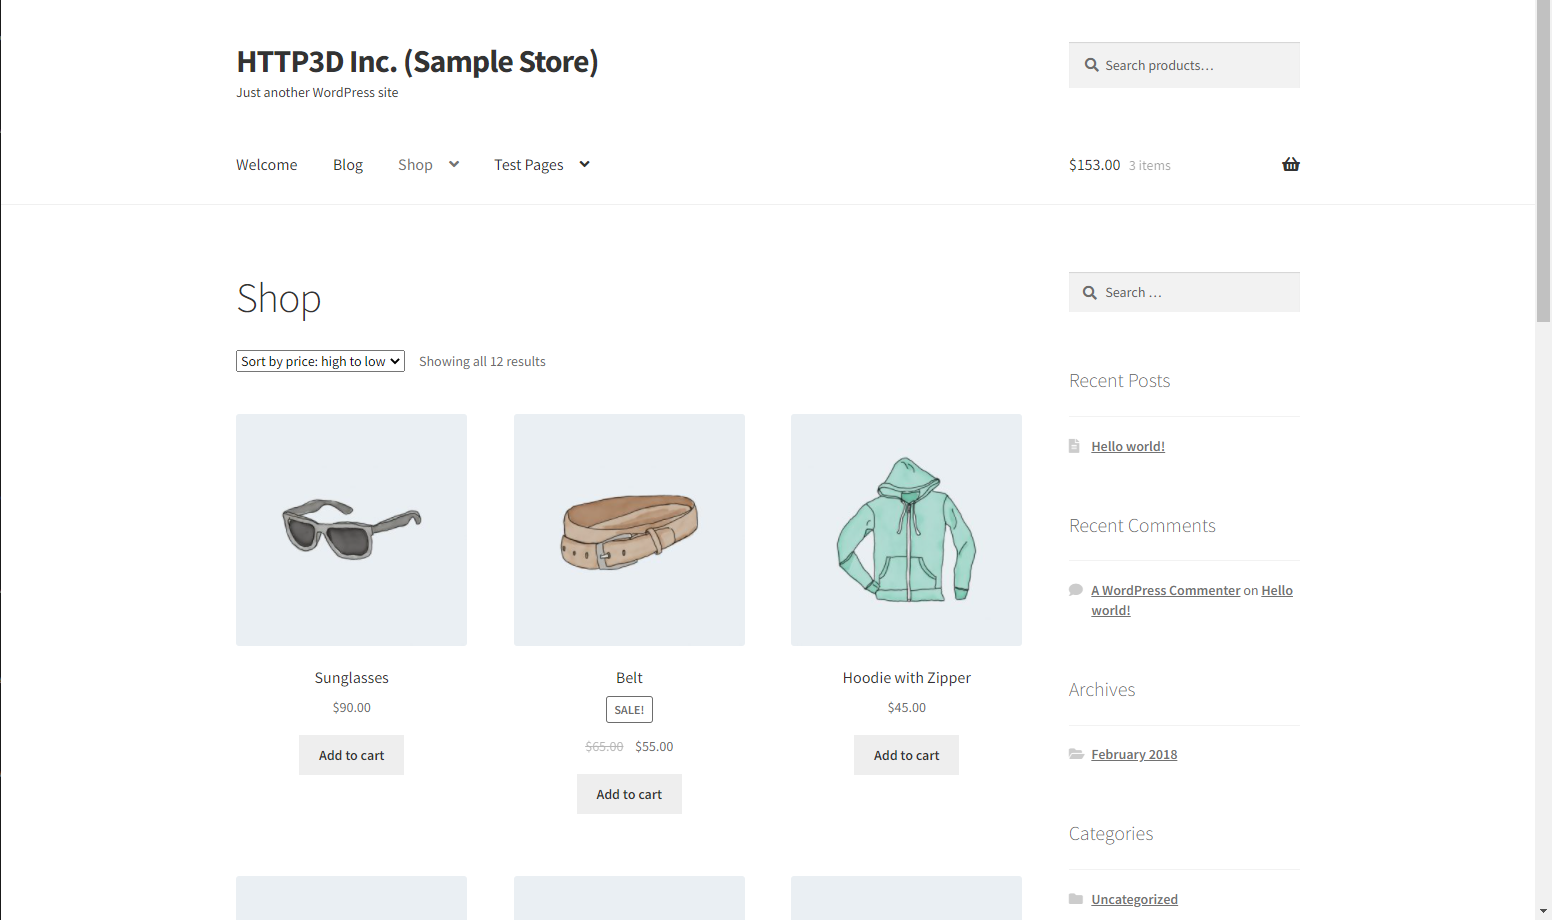 HTTP3D Inc. (Sample Store)
Just another WordPress site
Search products…
Welcome
Blog
Shop
Test Pages
$153.00 3 items
Shop
Sort by price: high to low
Showing all 12 results
Sunglasses
$90.00
Add to cart
Belt
SALE!
$65.00 $55.00
Add to cart
Hoodie with Zipper
$45.00
Add to cart
Search …
Recent Posts
Hello world!
Recent Comments
A WordPress Commenter on Hello
world!
Archives
February 2018
Categories
Uncategorized